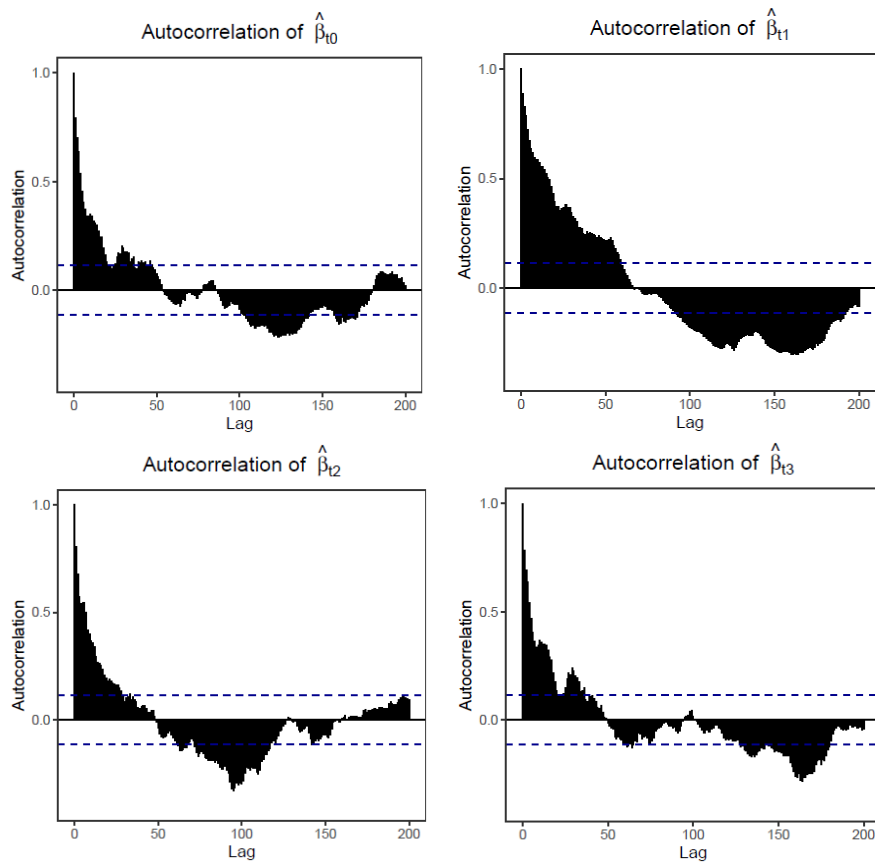 Autocorrelation of β̂t0
Autocorrelation
1.0
0.5
0.0
0 50 100 150 200
Lag
Autocorrelation of β̂t1
Autocorrelation
1.0
0.5
0.0
0 50 100 150 200
Lag
Autocorrelation of β̂t2
Autocorrelation
1.0
0.5
0.0
0 50 100 150 200
Lag
Autocorrelation of β̂t3
Autocorrelation
1.0
0.5
0.0
0 50 100 150 200
Lag